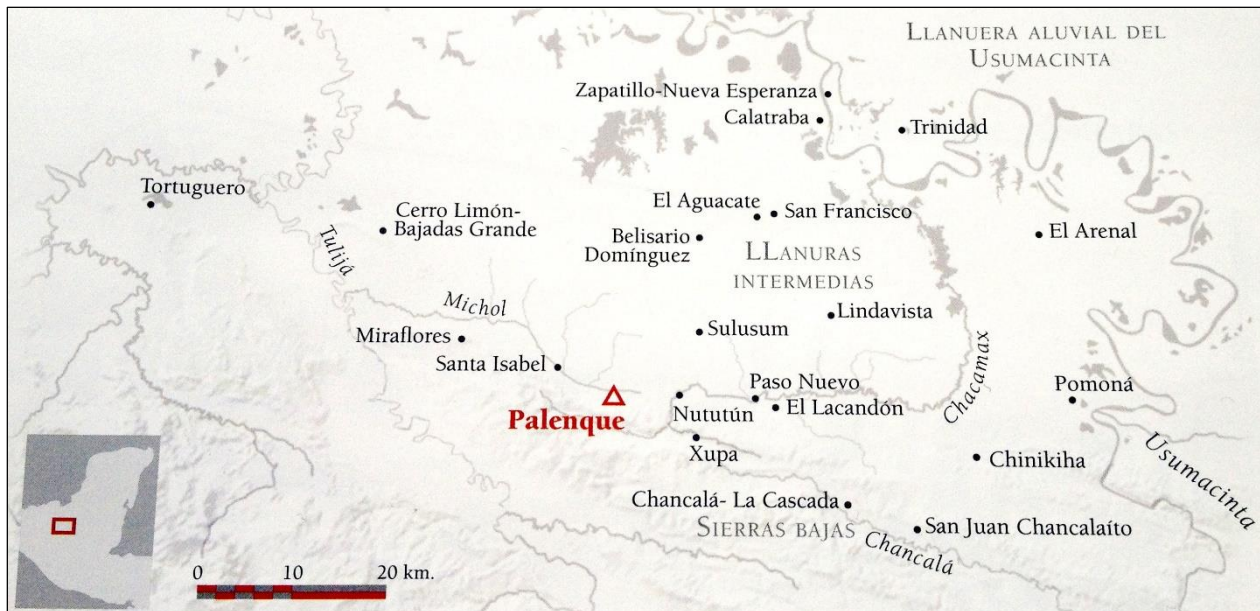 LLANURA ALUVIAL DEL
USUMACINTA
Zapatillo-Nueva Esperanza
Calatraba
Trinidad
Tortuguero
Cerro Limón-
Bajadas Grande
El Aguacate
San Francisco
Belisario
Domínguez
El Arenal
Tulijá
LLANURAS
INTERMEDIAS
Michol
Lindavista
Sulusum
Miraflores
Santa Isabel
Chacamax
Palenque
Paso Nuevo
Nututún
El Lacandón
Pomoná
Xupa
Chinikiha
Usumacinta
Chancalá- La Cascada
SIERRAS BAJAS
San Juan Chancalaíto
Chancalá
0 10 20 km.